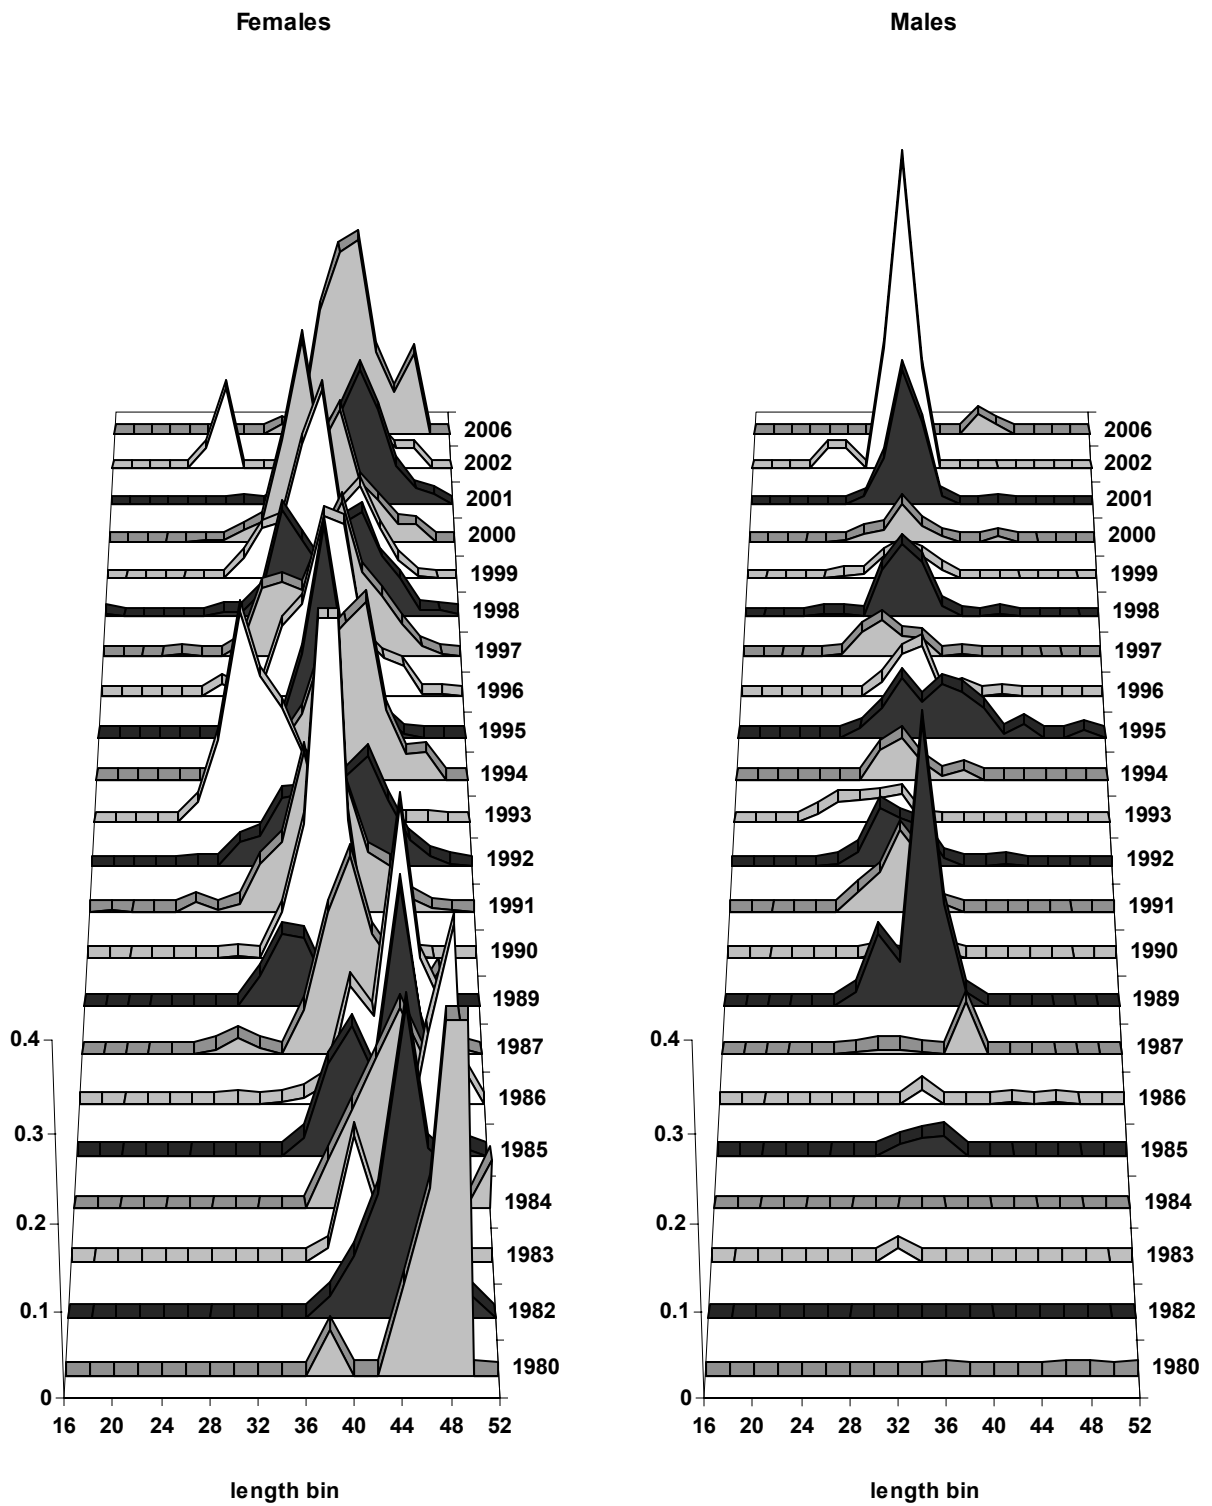 Females Males
2006 2006
2002 2002
2001 2001
2000 2000
1999 1999
1998 1998
1997 1997
1996 1996
1995 1995
1994 1994
1993 1993
1992 1992
1991 1991
1990 1990
1989 1989
0.4 1987 0.4 1987
1986 1986
0.3 1985 0.3 1985
1984 1984
0.2 1983 0.2 1983
0.1 1982 0.1 1982
1980 1980
0 0
16 20 24 28 32 36 40 44 48 52 16 20 24 28 32 36 40 44 48 52
length bin length bin